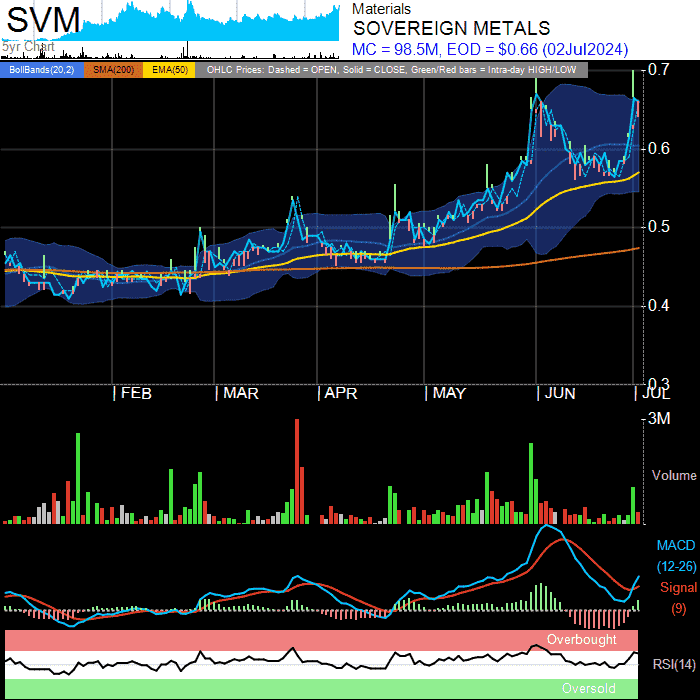 SVM
5yr Chart
Materials
SOVEREIGN METALS
MC = 98.5M, EOD = $0.66 (02Jul2024)
BollBands(20,2) SMA(200) EMA(50) OHLC Prices: Dashed = OPEN, Solid = CLOSE, Green/Red bars = Intra-day HIGH/LOW
0.7
0.6
0.5
0.4
0.3
FEB MAR APR MAY JUN JUL
3M
Volume
MACD
(12-26)
Signal
(9)
Overbought
RSI(14)
Oversold